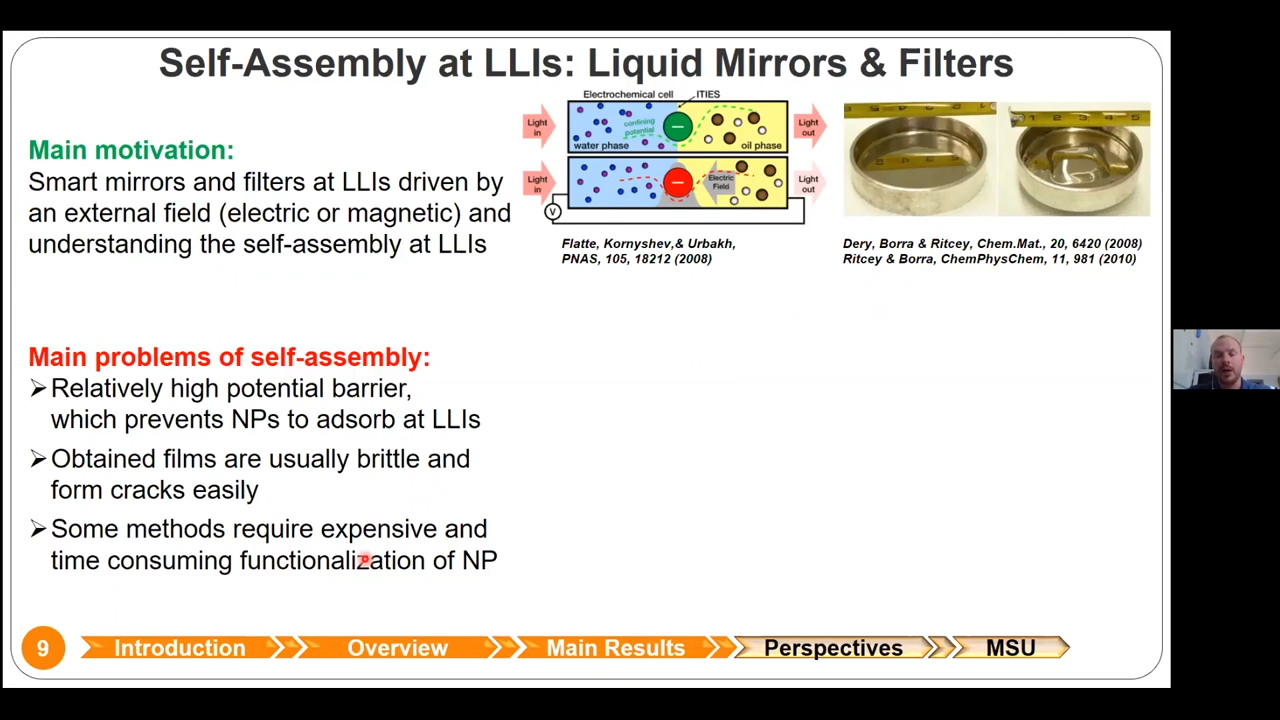 Self-Assembly at LLIs: Liquid Mirrors & Filters
Main motivation:
Smart mirrors and filters at LLIs driven by
an external field (electric or magnetic) and
understanding the self-assembly at LLIs
Electrochemical cell
ITIES
Light
in
confining
potential
water phase
oil phase
Light
out
Light
in
Electric
Field
Light
out
V
Flatte, Kornyshev,& Urbakh,
PNAS, 105, 18212 (2008)
Dery, Borra & Ritcey, Chem.Mat., 20, 6420 (2008)
Ritcey & Borra, ChemPhysChem, 11, 981 (2010)
Main problems of self-assembly:
➢Relatively high potential barrier,
which prevents NPs to adsorb at LLIs
➢Obtained films are usually brittle and
form cracks easily
➢Some methods require expensive and
time consuming functionalization of NP
9
Introduction
Overview
Main Results
Perspectives
MSU